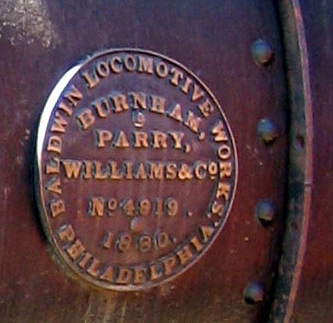 BALDWIN LOCOMOTIVE WORKS.
BURNHAM,
PARRY,
WILLIAMS & Co
No 4919.
1880.
PHILADELPHIA.